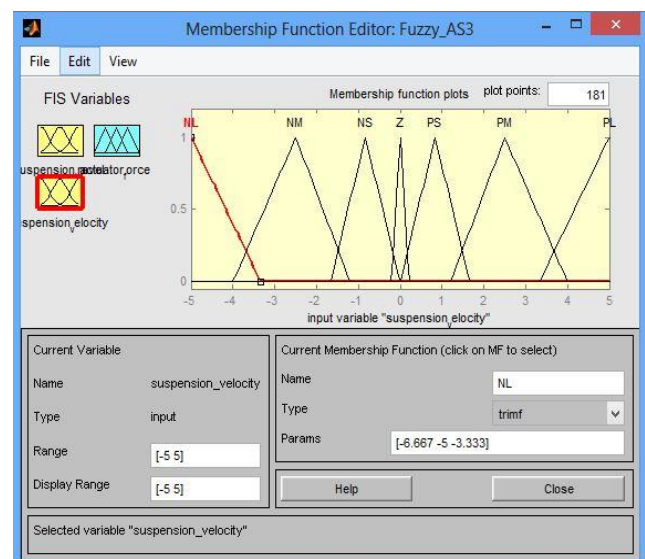 Membership Function Editor: Fuzzy_AS3
File Edit View
FIS Variables
Membership function plots plot points: 181
NL NM NS Z PS PM PL
1
0.5
0
-5 -4 -3 -2 -1 0 1 2 3 4 5
input variable "suspension_velocity"
spension_velocity
Current Variable
Name suspension_velocity
Type input
Range [-5 5]
Display Range [-5 5]
Current Membership Function (click on MF to select)
Name NL
Type trimf
Params [-6.667 -5 -3.333]
Help Close
Selected variable "suspension_velocity"